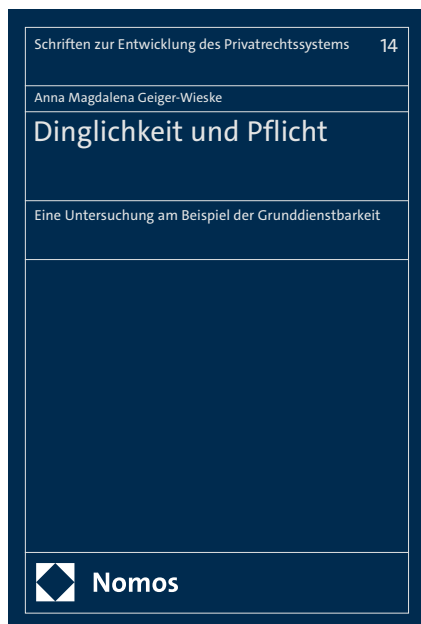 Schriften zur Entwicklung des Privatrechtssystems 14
Anna Magdalena Geiger-Wieske
Dinglichkeit und Pflicht
Eine Untersuchung am Beispiel der Grunddienstbarkeit
Nomos